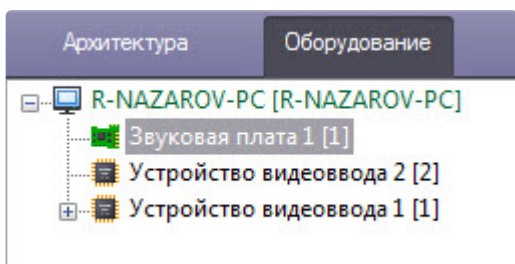 Архитектура Оборудование
R-NAZAROV-PC [R-NAZAROV-PC]
Звуковая плата 1 [1]
Устройство видеоввода 2 [2]
Устройство видеоввода 1 [1]